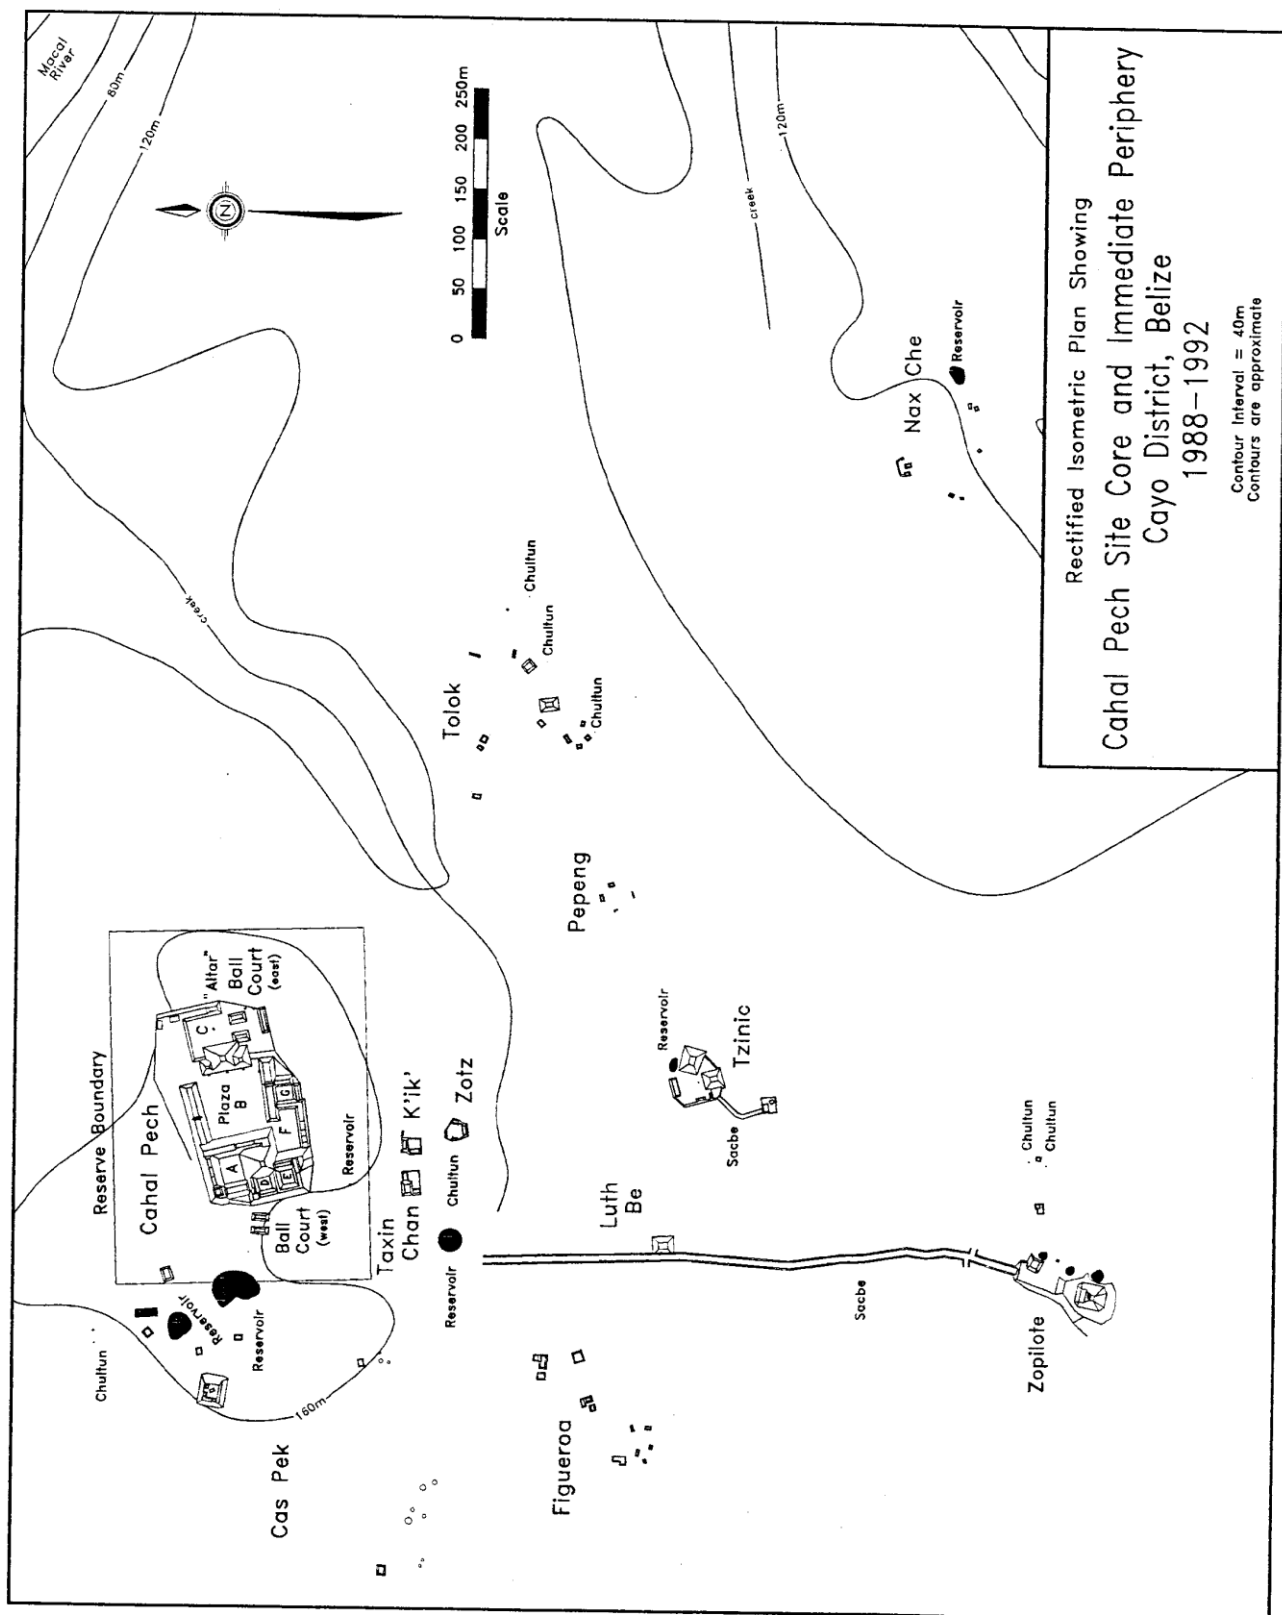 Macal
River
80m
120m
N
0 50 100 150 200 250m
Scale
creek
120m
creek
Reserve Boundary
Cahal Pech
"Altar"
Ball
Court
(east)
C
Plaza
B
A
G
F
D
E
Ball
Court
(west)
Reservoir
Chultun
Reservoir
Reservoir
160m
Cas Pek
Taxin
Chan
K'ik'
Reservoir
Chultun
Zotz
Tolok
Chultun
Chultun
Chultun
Pepeng
Reservoir
Tzinic
Sacbe
Luth
Be
Figueroa
Sacbe
Zopilote
Chultun
Chultun
Nax Che
Reservoir
Rectified Isometric Plan Showing
Cahal Pech Site Core and Immediate Periphery
Cayo District, Belize
1988-1992
Contour Interval = 40m
Contours are approximate